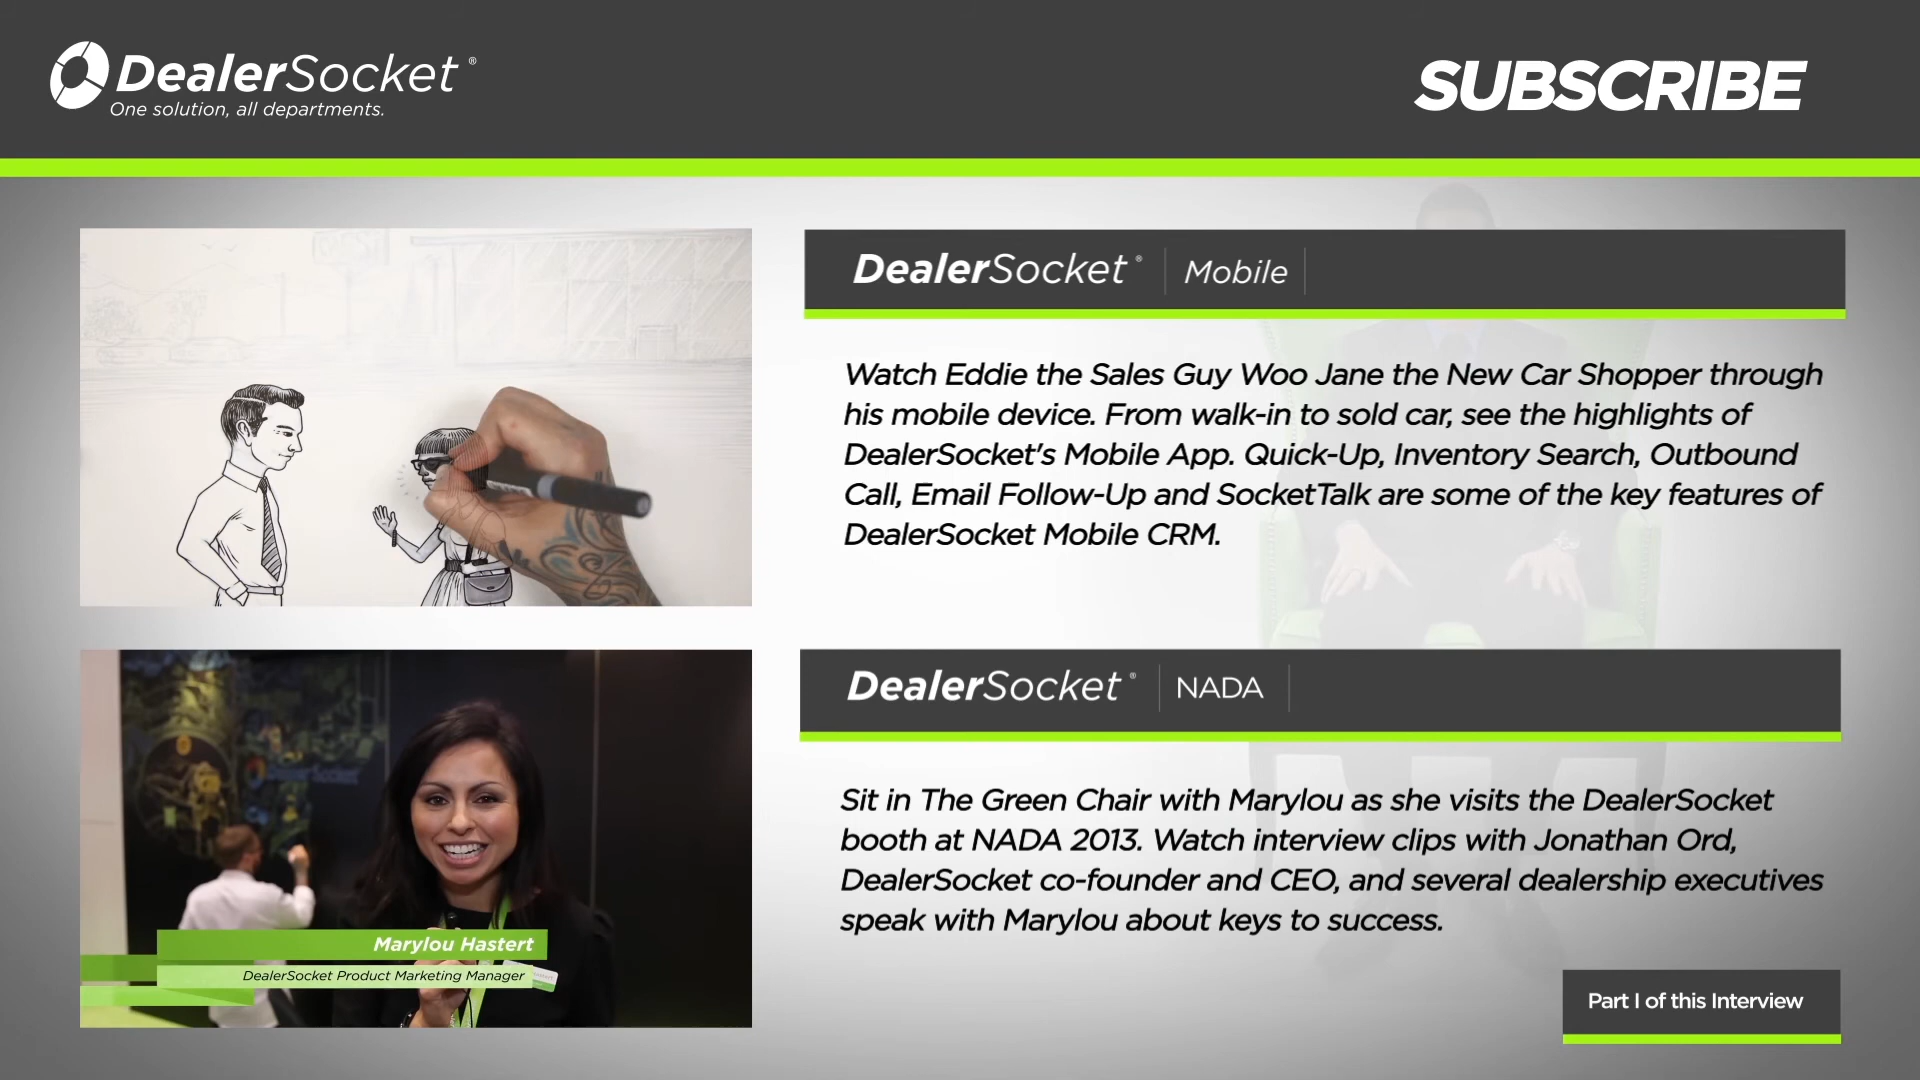 DealerSocket®
One solution, all departments.
SUBSCRIBE
DealerSocket® Mobile
Watch Eddie the Sales Guy Woo Jane the New Car Shopper through
his mobile device. From walk-in to sold car, see the highlights of
DealerSocket's Mobile App. Quick-Up, Inventory Search, Outbound
Call, Email Follow-Up and SocketTalk are some of the key features of
DealerSocket Mobile CRM.
DealerSocket
Marylou Hastert
DealerSocket Product Marketing Manager
DealerSocket® NADA
Sit in The Green Chair with Marylou as she visits the DealerSocket
booth at NADA 2013. Watch interview clips with Jonathan Ord,
DealerSocket co-founder and CEO, and several dealership executives
speak with Marylou about keys to success.
Part I of this Interview